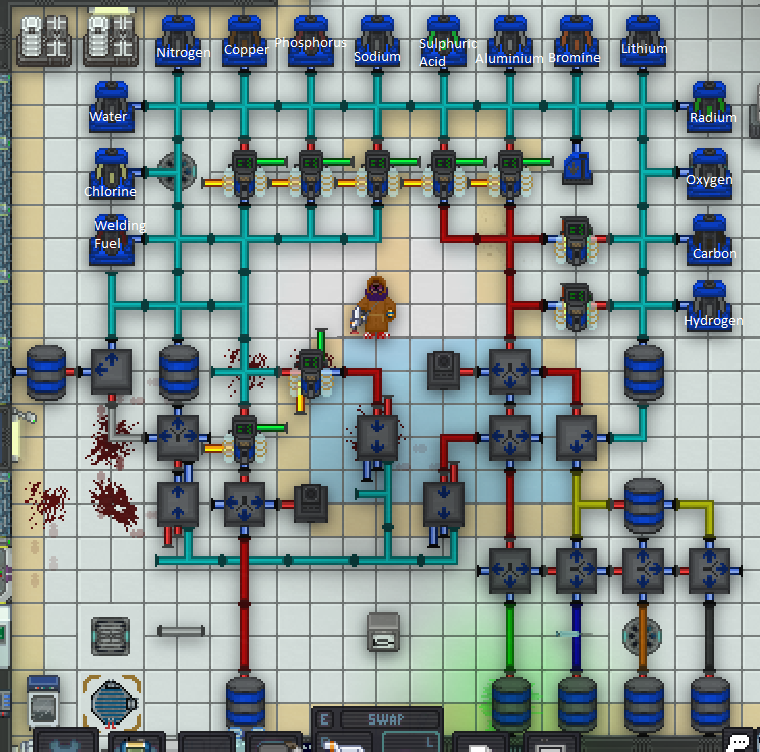 Nitrogen
Copper
Phosphorus
Sodium
Sulphuric
Acid
Aluminium
Bromine
Lithium
Water
Radium
Chlorine
Oxygen
Welding
Fuel
Carbon
Hydrogen
E
SWAP
L